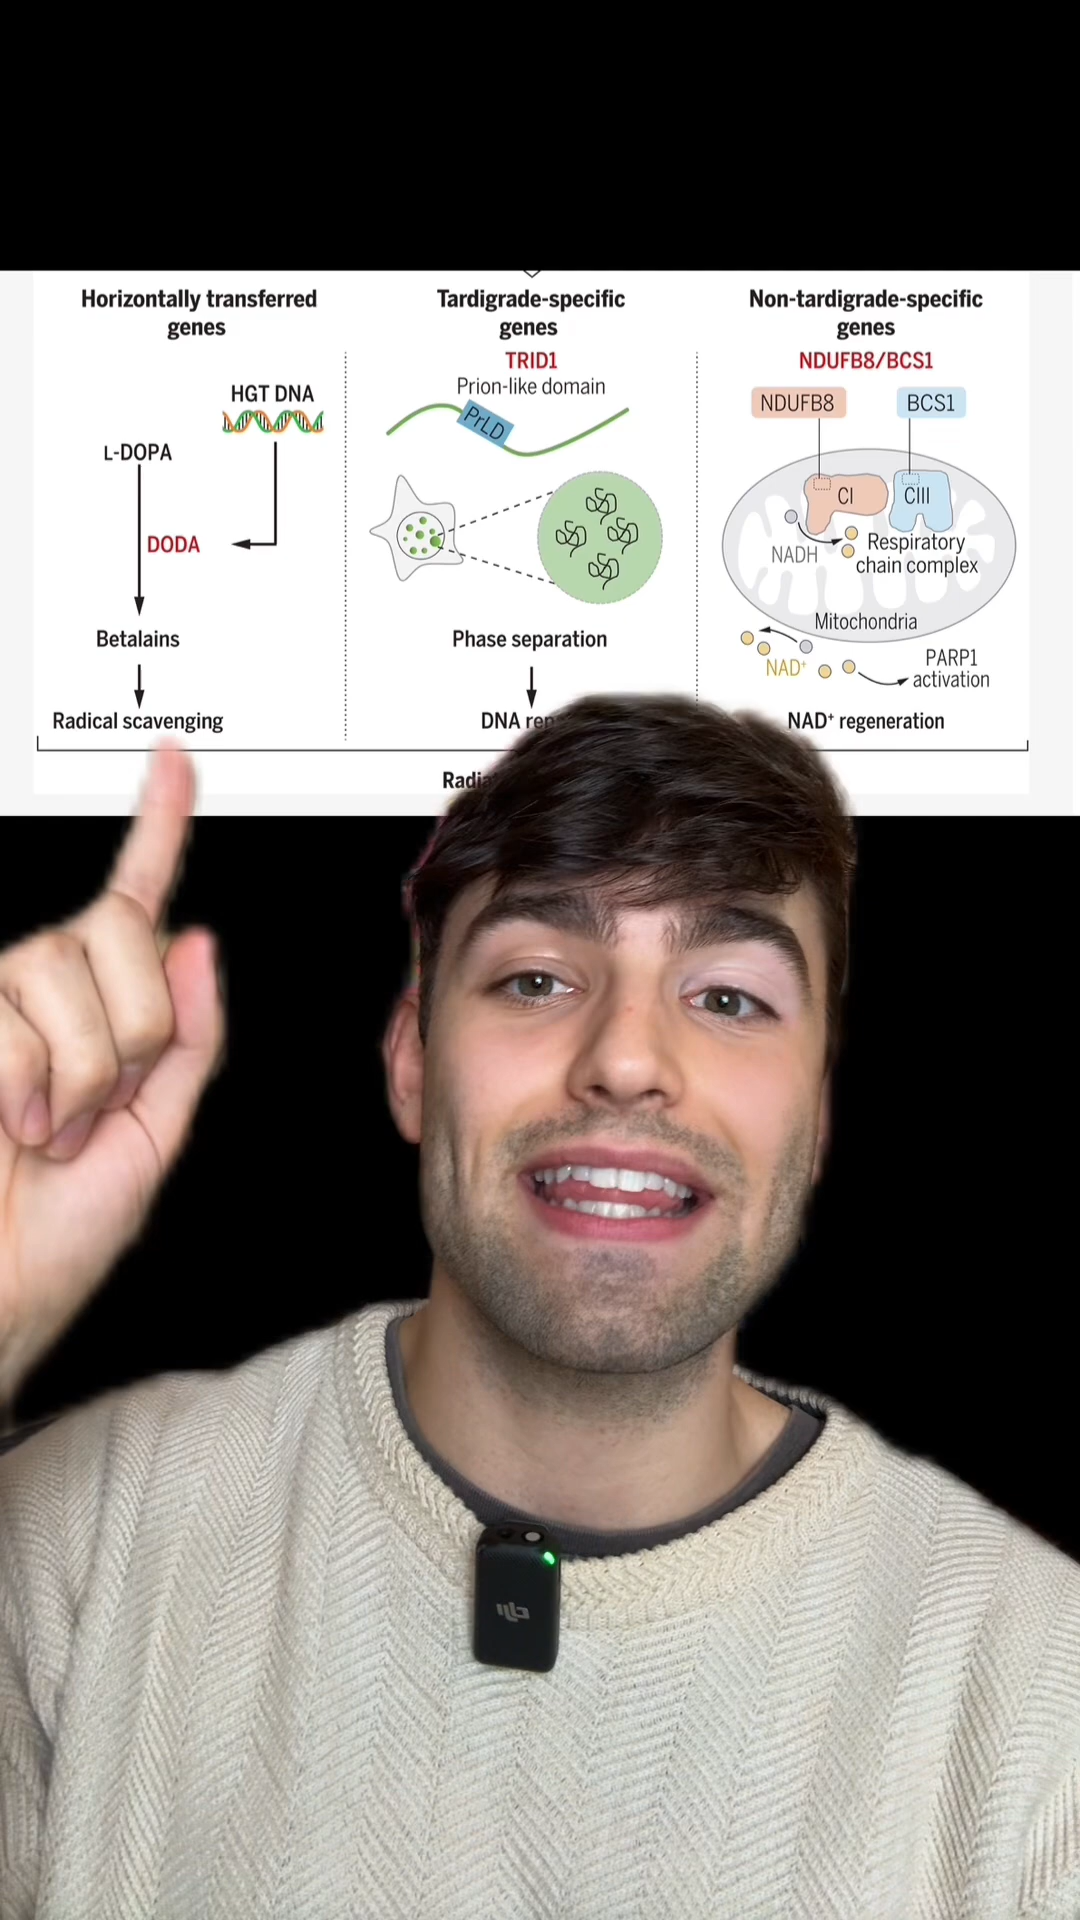 Horizontally transferred
genes
HGT DNA
L-DOPA
DODA
Betalains
Radical scavenging
Tardigrade-specific
genes
TRID1
Prion-like domain
PrLD
Phase separation
DNA
Non-tardigrade-specific
genes
NDUFB8/BCS1
NDUFB8
BCS1
CI
CIII
NADH
Respiratory
chain complex
Mitochondria
NAD⁺
PARP1
activation
NAD⁺ regeneration
dji